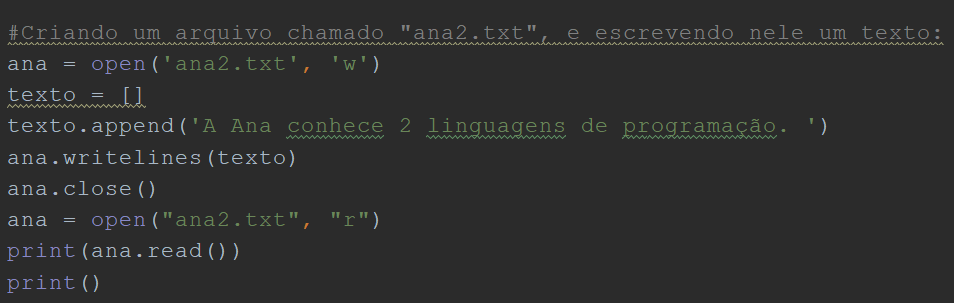 #Criando um arquivo chamado "ana2.txt", e escrevendo nele um texto:
ana = open('ana2.txt', 'w')
texto = []
texto.append('A Ana conhece 2 linguagens de programação. ')
ana.writelines(texto)
ana.close()
ana = open("ana2.txt", "r")
print(ana.read())
print()